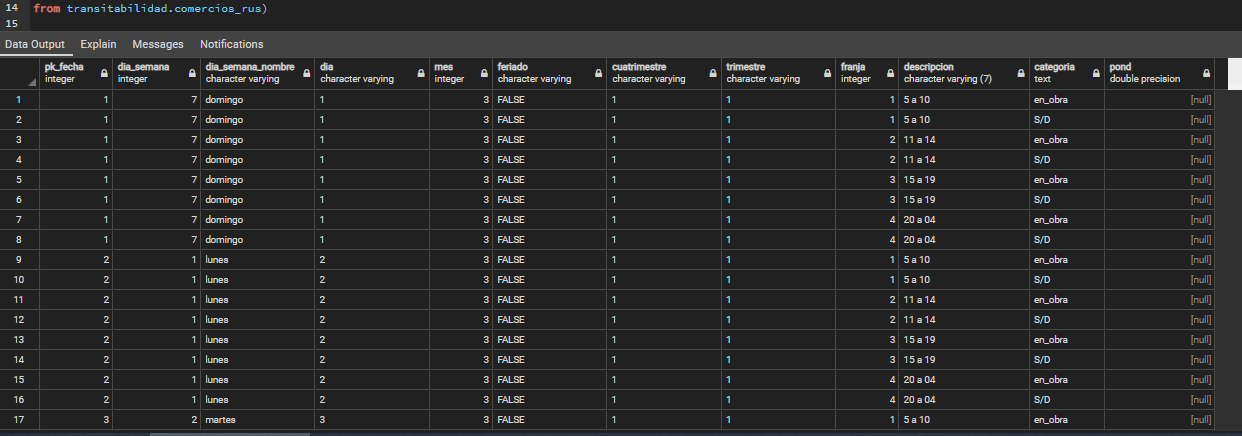 14 from transitabilidad.comercios_rus)
15
Data Output Explain Messages Notifications
pk_fecha dia_semana dia_semana_nombre dia mes feriado cuatrimestre trimestre franja descripcion categoria pond
integer integer character varying character varying integer character varying character varying character varying integer character varying (7) text double precision
1 1 7 domingo 1 3 FALSE 1 1 1 5 a 10 en_obra [null]
2 1 7 domingo 1 3 FALSE 1 1 1 5 a 10 S/D [null]
3 1 7 domingo 1 3 FALSE 1 1 2 11 a 14 en_obra [null]
4 1 7 domingo 1 3 FALSE 1 1 2 11 a 14 S/D [null]
5 1 7 domingo 1 3 FALSE 1 1 3 15 a 19 en_obra [null]
6 1 7 domingo 1 3 FALSE 1 1 3 15 a 19 S/D [null]
7 1 7 domingo 1 3 FALSE 1 1 4 20 a 04 en_obra [null]
8 1 7 domingo 1 3 FALSE 1 1 4 20 a 04 S/D [null]
9 2 1 lunes 2 3 FALSE 1 1 1 5 a 10 en_obra [null]
10 2 1 lunes 2 3 FALSE 1 1 1 5 a 10 S/D [null]
11 2 1 lunes 2 3 FALSE 1 1 2 11 a 14 en_obra [null]
12 2 1 lunes 2 3 FALSE 1 1 2 11 a 14 S/D [null]
13 2 1 lunes 2 3 FALSE 1 1 3 15 a 19 en_obra [null]
14 2 1 lunes 2 3 FALSE 1 1 3 15 a 19 S/D [null]
15 2 1 lunes 2 3 FALSE 1 1 4 20 a 04 en_obra [null]
16 2 1 lunes 2 3 FALSE 1 1 4 20 a 04 S/D [null]
17 3 2 martes 3 3 FALSE 1 1 1 5 a 10 en_obra [null]